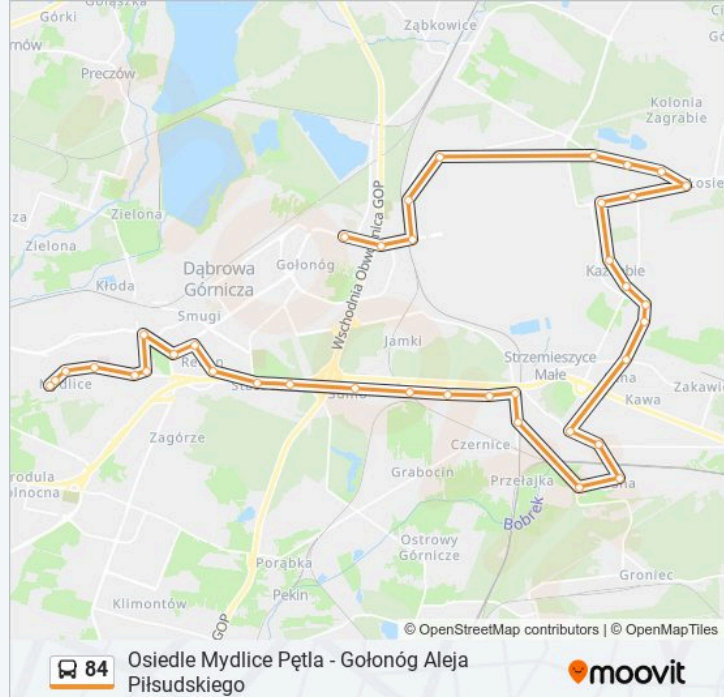 Gołąszka
Górki
Ząbkowice
Preczów
Kolonia
Zagrabie
Zielona
Zielona
Wschodnia Obwodnica GOP
Gołonóg
Dąbrowa
Górnicza
Kłoda
Smugi
Jamki
Strzemieszyce
Małe
Mydlice
Zakawie
Kawa
Zagórze
Czernice
Grabocin
Przełajka
Bobrek
Ostrowy
Górnicze
Porąbka
Groniec
Klimontów
Pekin
GOP
© OpenStreetMap contributors | © OpenMapTiles
84
Osiedle Mydlice Pętla - Gołonóg Aleja
Piłsudskiego
moovit